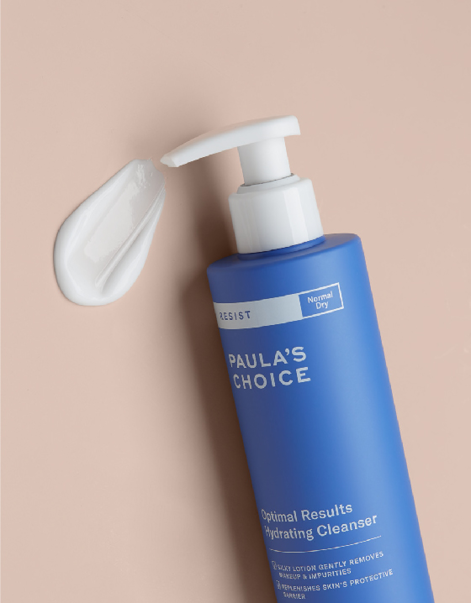 RESIST
Normal
Dry
PAULA'S
CHOICE
Optimal Results
Hydrating Cleanser
SILKY LOTION GENTLY REMOVES
MAKEUP & IMPURITIES
REPLENISHES SKIN'S PROTECTIVE
BARRIER